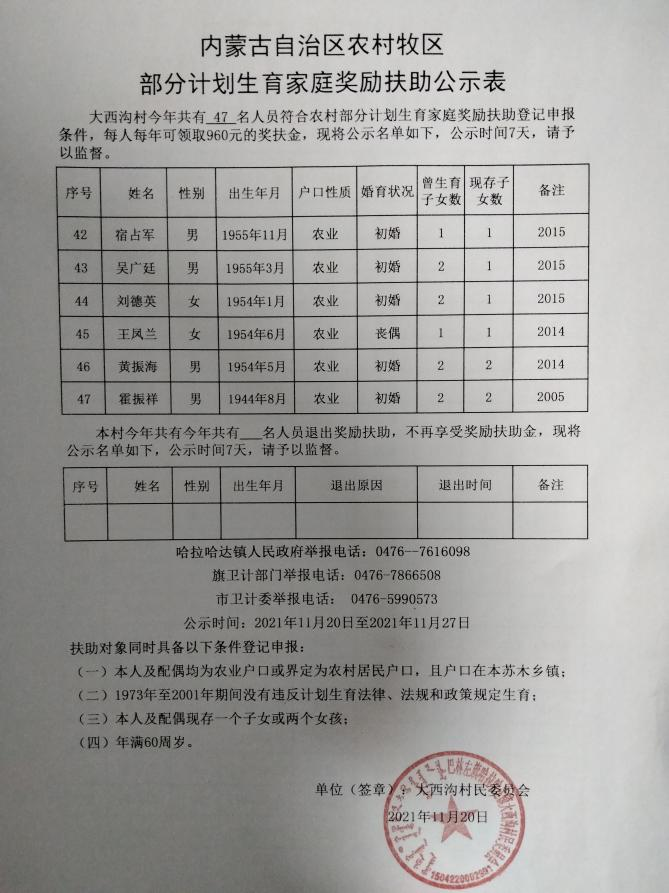 内蒙古自治区农村牧区
部分计划生育家庭奖励扶助公示表
大西沟村今年共有 47 名人员符合农村部分计划生育家庭奖励扶助登记申报
条件，每人每年可领取960元的奖扶金，现将公示名单如下，公示时间7天，请予
以监督。
序号 姓名 性别 出生年月 户口性质 婚育状况 曾生育子女数 现存子女数 备注
42 宿占军 男 1955年11月 农业 初婚 1 1 2015
43 吴广廷 男 1955年3月 农业 初婚 2 1 2015
44 刘德英 女 1954年1月 农业 初婚 2 1 2015
45 王凤兰 女 1954年6月 农业 丧偶 1 1 2014
46 黄振海 男 1954年5月 农业 初婚 2 2 2014
47 霍振祥 男 1944年8月 农业 初婚 2 2 2005
本村今年共有今年共有___名人员退出奖励扶助，不再享受奖励扶助金，现将
公示名单如下，公示时间7天，请予以监督。
序号 姓名 性别 出生年月 退出原因 退出时间 备注
哈拉哈达镇人民政府举报电话：0476--7616098
旗卫计部门举报电话：0476-7866508
市卫计委举报电话： 0476-5990573
公示时间：2021年11月20日至2021年11月27日
扶助对象同时具备以下条件登记申报：
（一）本人及配偶均为农业户口或界定为农村居民户口，且户口在本苏木乡镇；
（二）1973年至2001年期间没有违反计划生育法律、法规和政策规定生育；
（三）本人及配偶现存一个子女或两个女孩；
（四）年满60周岁。
单位（签章）：大西沟村民委员会
2021年11月20日
1504220002991